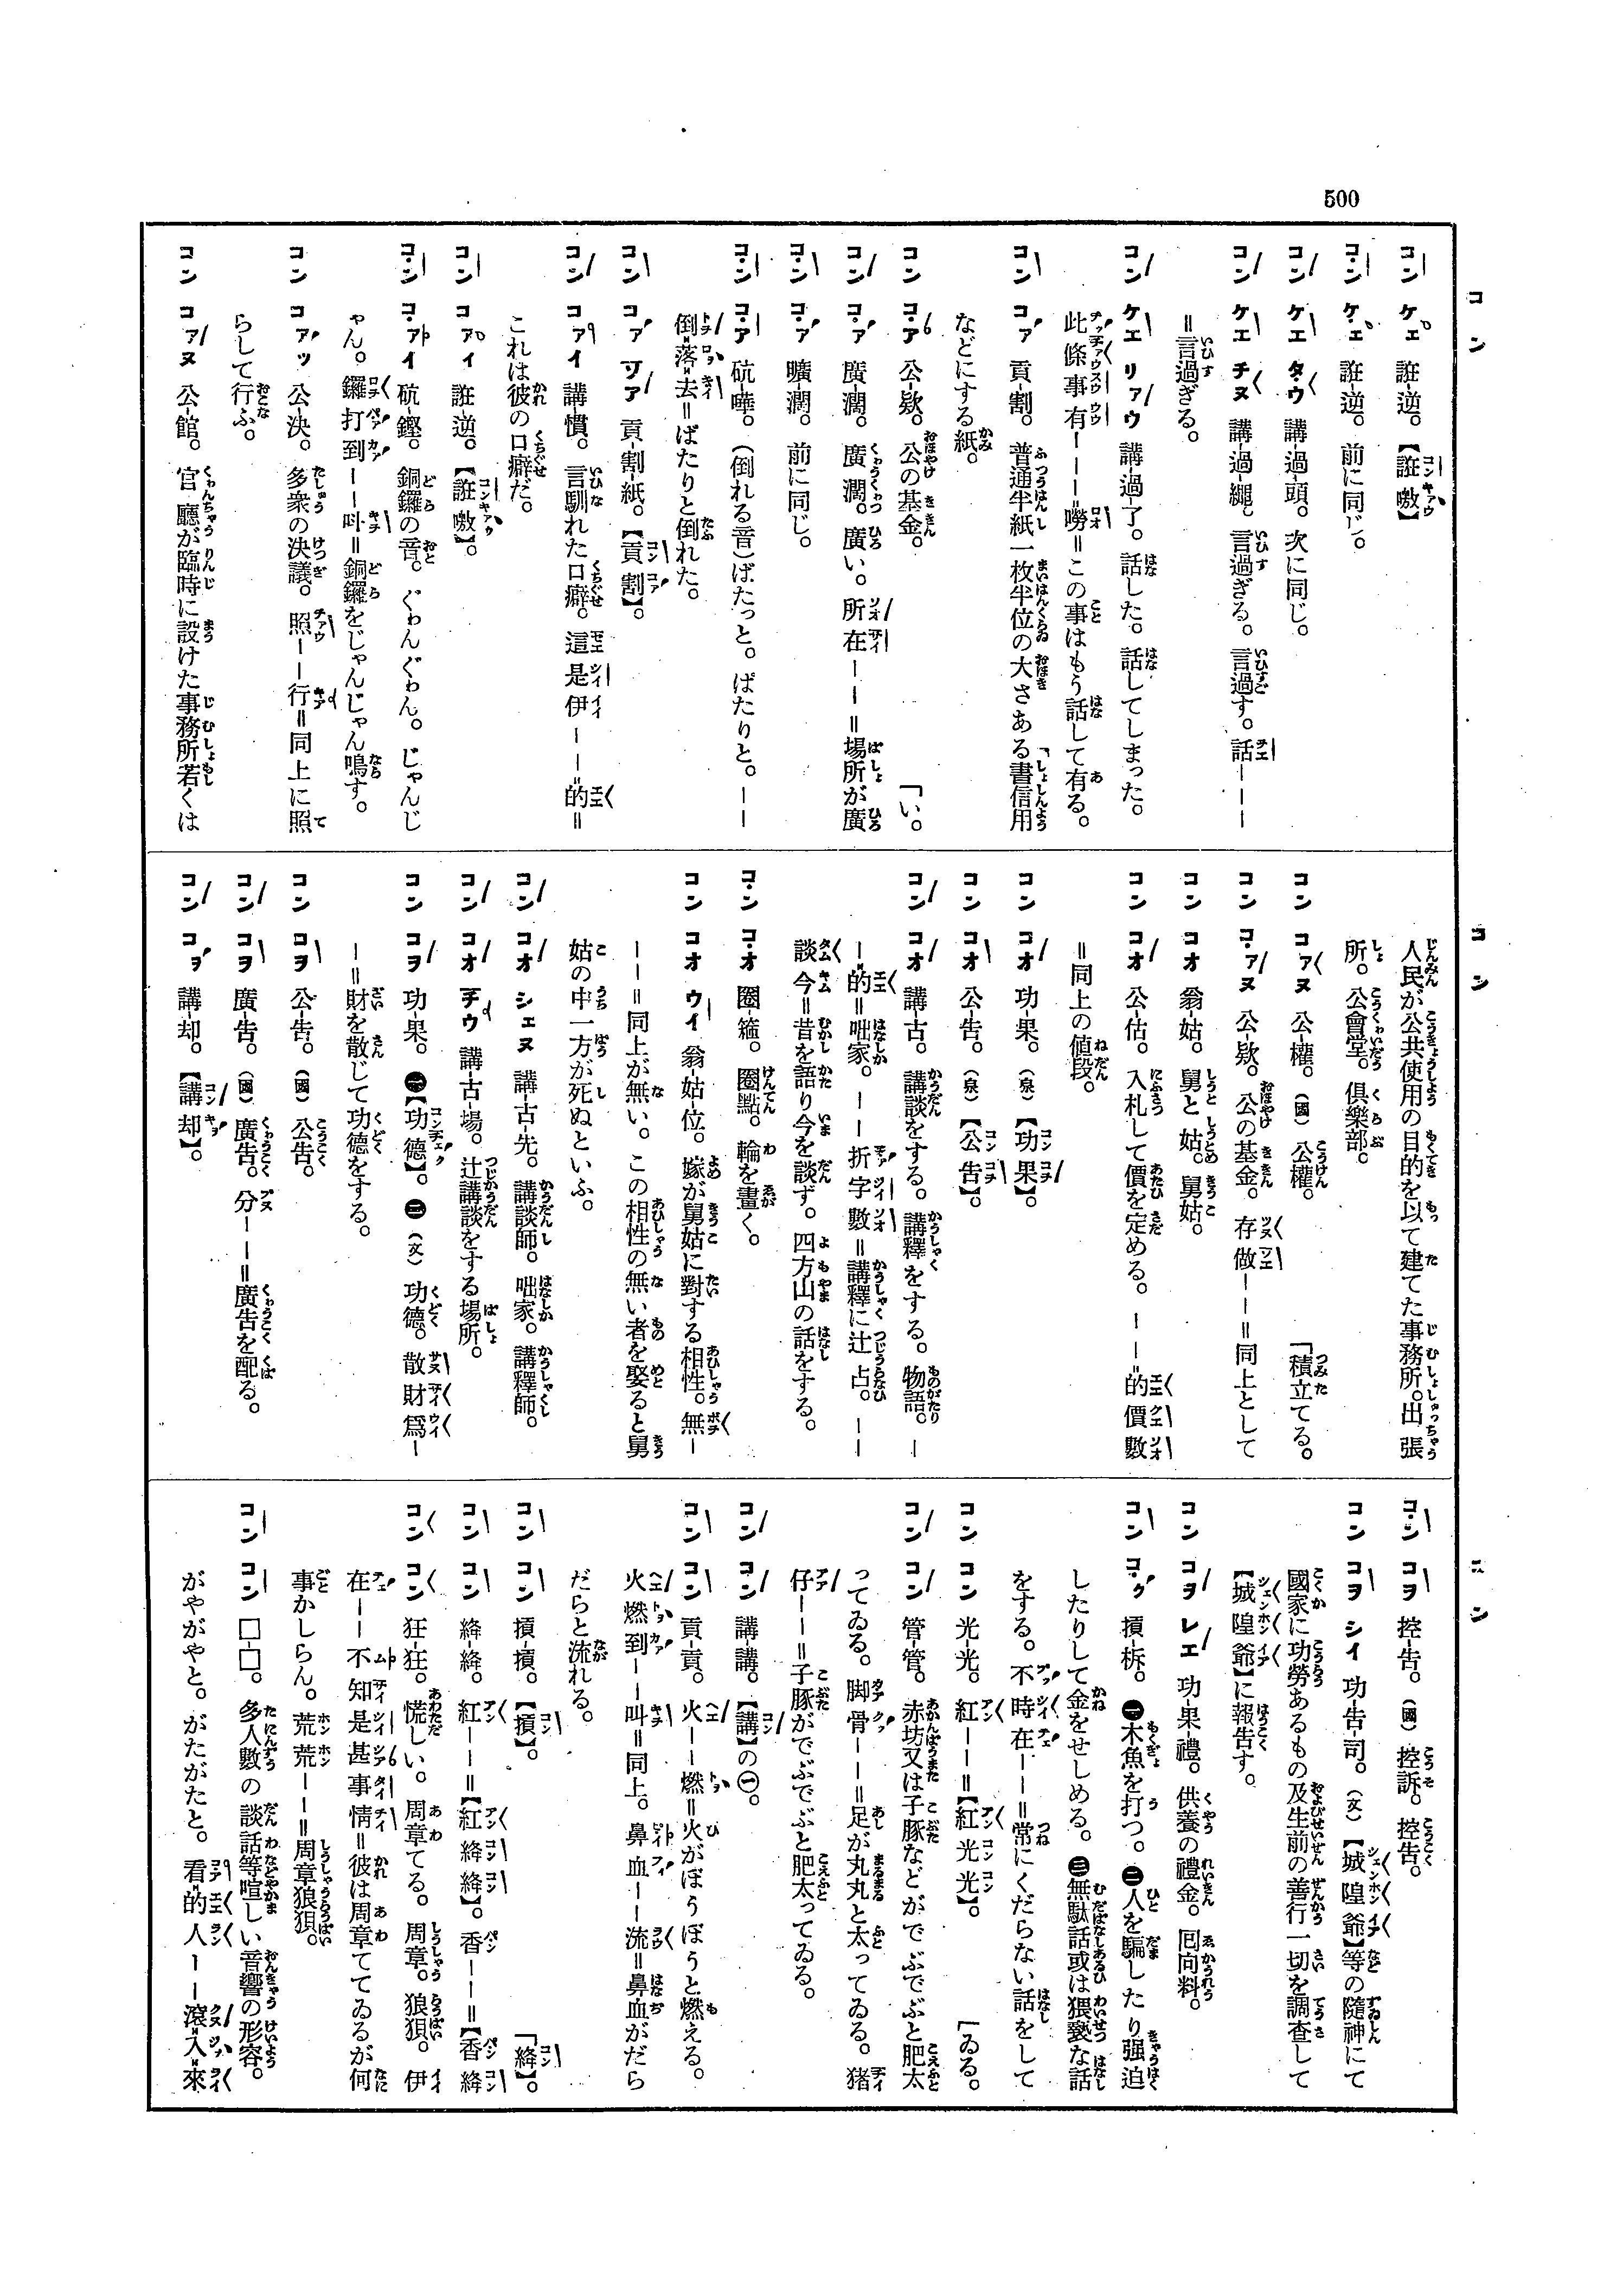 500
コン
コン
コン
コン ケェ 誑-逆。【誑 嗷】
コ・ン ケ・ェ 誑-逆。前に同じ。
コン ケエ タ・ウ 講-過-頭。次に同じ。
コン ケエ チヌ 講-過-繩。言過ぎる。言過す。話ーーー
=言過ぎる。
コン ケエ リァウ 講-過-了。話した。話してしまった。
此條事有ーーー嘮=この事はもう話して有る。
コン コァ 貢-割。普通半紙一枚半位の大さある書信用
などにする紙。
コン コ・ア 公-欵。公の基金。
「い。
コン コ・ァ 廣-濶。廣濶。廣い。所在ーー=場所が廣
コ・ン コ・ァ 曠-濶。前に同じ。
コ・ン コ・ア 砊-嘩。(倒れる音)ばたっと。ぱたりと。ーー
倒落去=ばたりと倒れた。
コン コァ ツァ 貢-割-紙。【貢割】。
コン コァイ 講-慣。言馴れた口癖。這是伊ーー的=
これは彼の口癖だ。
コン コァィ 誑-逆。【誑嗷】。
コ・ン コ・ァイ 砊-鏗。銅鑼の音。ぐゎんぐゎん。じゃんじ
ゃん。鑼打到ーー叫=銅鑼をじゃんじゃん鳴す。
コン コァッ 公-決。多衆の決議。照ーー行=同上に照
らして行ふ。
コン コァヌ 公-館。官廳が臨時に設けた事務所若くは
人民が公共使用の目的を以て建てた事務所。出張
所。公會堂。倶樂部。
コン コァヌ 公-權。(國)公權。
「積立てる。
コン コ・ァヌ 公-欵。公の基金。存做ーー=同上として
コン コオ 翁-姑。舅と姑。舅姑。
コン コオ 公-估。入札して價を定める。ーー的價數
=同上の値段。
コン コオ 功-果。(泉)【功果】。
コン コオ 公-告。(泉)【公告】。
コン コオ 講-古。講談をする。講釋をする。物語。ー
ー的=咄家。ーー折字數=講釋に辻占。ーー
談今=昔を語り今を談ず。四方山の話をする。
コ・ン コ・オ 圈-箍。圈點。輪を畫く。
コン コオ ウイ 翁-姑-位。嫁が舅姑に對する相性。無ー
ーー=同上が無い。この相性の無い者を娶ると舅
姑の中一方が死ぬといふ。
コン コオ シェヌ 講-古-先。講談師。咄家。講釋師。
コン コオ チウ 講-古-場。辻講談をする場所。
コン コヲ 功-果。㊀【功德】。㊁(文)功德。散財爲ー
ー=財を散じて功德をする。
コン コヲ 公-告。(國)公告。
コン コヲ 廣-告。(國)廣告。分ーー=廣告を配る。
コン コヲ 講-却。【講却】。
コ・ン コヲ 控-告。(國)控訴。控告。
コン コヲ シイ 功-告-司。(文)【城隍爺】等の隨神にて
國家に功勞あるもの及生前の善行一切を調査して
【城隍爺】に報告す。
コン コヲ レエ 功-果-禮。供養の禮金。囘向料。
コン コ・ク 摃-柝。㊀木魚を打つ。㊁人を騙したり强迫
したりして金をせしめる。㊂無駄話或は猥褻な話
をする。不時在ーー=常にくだらない話をして
「ゐる。
コン コン 光-光。紅ーー=【紅光光】。
コン コン 管-管。赤坊又は子豚などがでぶでぶと肥太
ってゐる。脚骨ーー=足が丸丸と太ってゐる。猪
仔ーー=子豚がでぶでぶと肥太ってゐる。
コン コン 講-講。【講】の㊀。
コン コン 貢-貢。火ーー燃=火がぼうぼうと燃える。
火燃到ーー叫=同上。鼻血ーー流=鼻血がだら
だらと流れる。
コン コン 摃-摃。【摃】。
「絳】。
コン コン 絳-絳。紅ーー=【紅絳絳】。香ーー=【香絳
コン コン 狂-狂。慌しい。周章てる。周章。狼狽。伊
在ーー不知是甚事情=彼は周章ててゐるが何
事かしらん。荒荒ーー=周章狼狽。
コン コン 囗-囗。多人數の談話等喧しい音響の形容。
がやがやと。がたがたと。看的人ーー滾入來